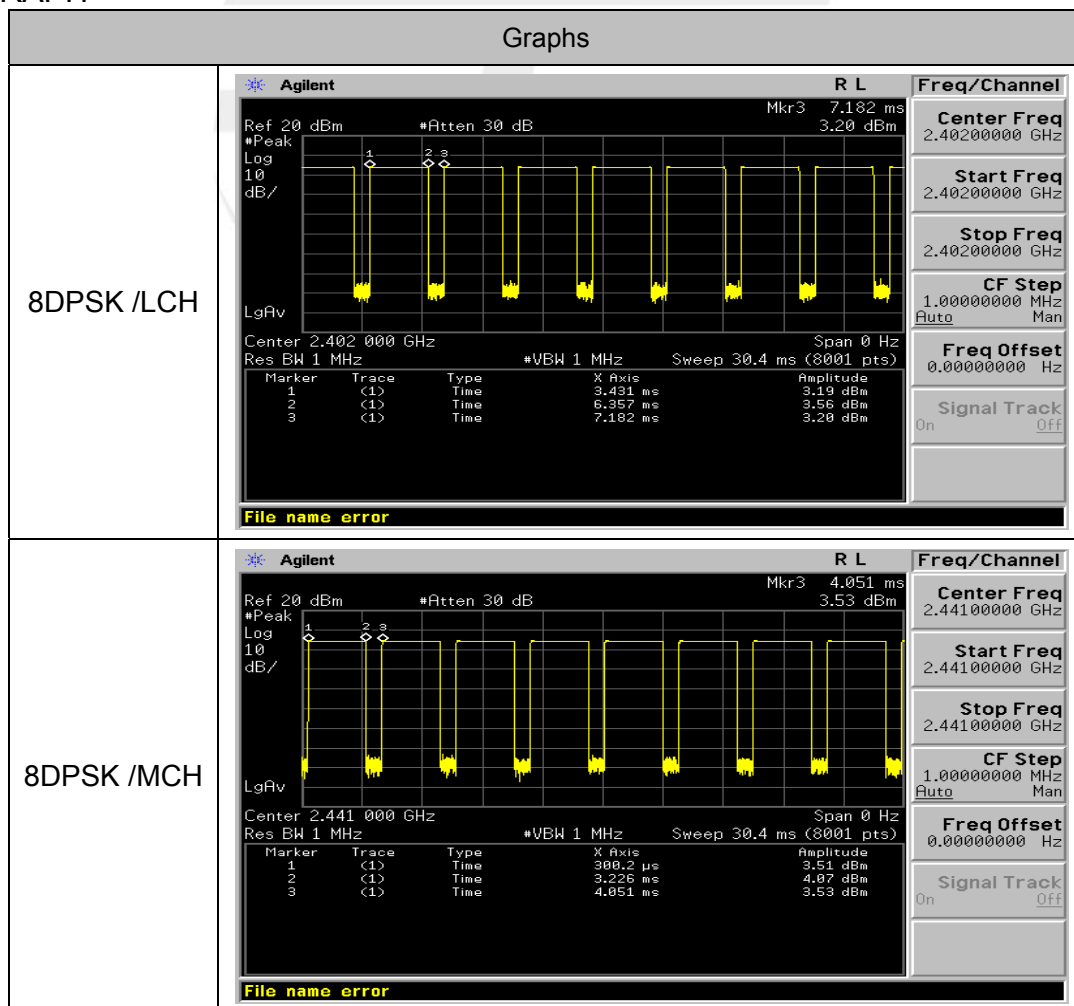 Graphs
8DPSK /LCH
Agilent R L
Mkr3 7.182 ms
Ref 20 dBm #Atten 30 dB 3.20 dBm
#Peak
Log
10
dB/
1 2 3
LgAv
Center 2.402 000 GHz Span 0 Hz
Res BW 1 MHz #VBW 1 MHz Sweep 30.4 ms (8001 pts)
Marker Trace Type X Axis Amplitude
1 (1) Time 3.431 ms 3.19 dBm
2 (1) Time 6.357 ms 3.56 dBm
3 (1) Time 7.182 ms 3.20 dBm
File name error
Freq/Channel
Center Freq
2.40200000 GHz
Start Freq
2.40200000 GHz
Stop Freq
2.40200000 GHz
CF Step
1.00000000 MHz
Auto Man
Freq Offset
0.00000000 Hz
Signal Track
On Off
8DPSK /MCH
Agilent R L
Mkr3 4.051 ms
Ref 20 dBm #Atten 30 dB 3.53 dBm
#Peak
Log
10
dB/
1 2 3
LgAv
Center 2.441 000 GHz Span 0 Hz
Res BW 1 MHz #VBW 1 MHz Sweep 30.4 ms (8001 pts)
Marker Trace Type X Axis Amplitude
1 (1) Time 300.2 µs 3.51 dBm
2 (1) Time 3.226 ms 4.07 dBm
3 (1) Time 4.051 ms 3.53 dBm
File name error
Freq/Channel
Center Freq
2.44100000 GHz
Start Freq
2.44100000 GHz
Stop Freq
2.44100000 GHz
CF Step
1.00000000 MHz
Auto Man
Freq Offset
0.00000000 Hz
Signal Track
On Off